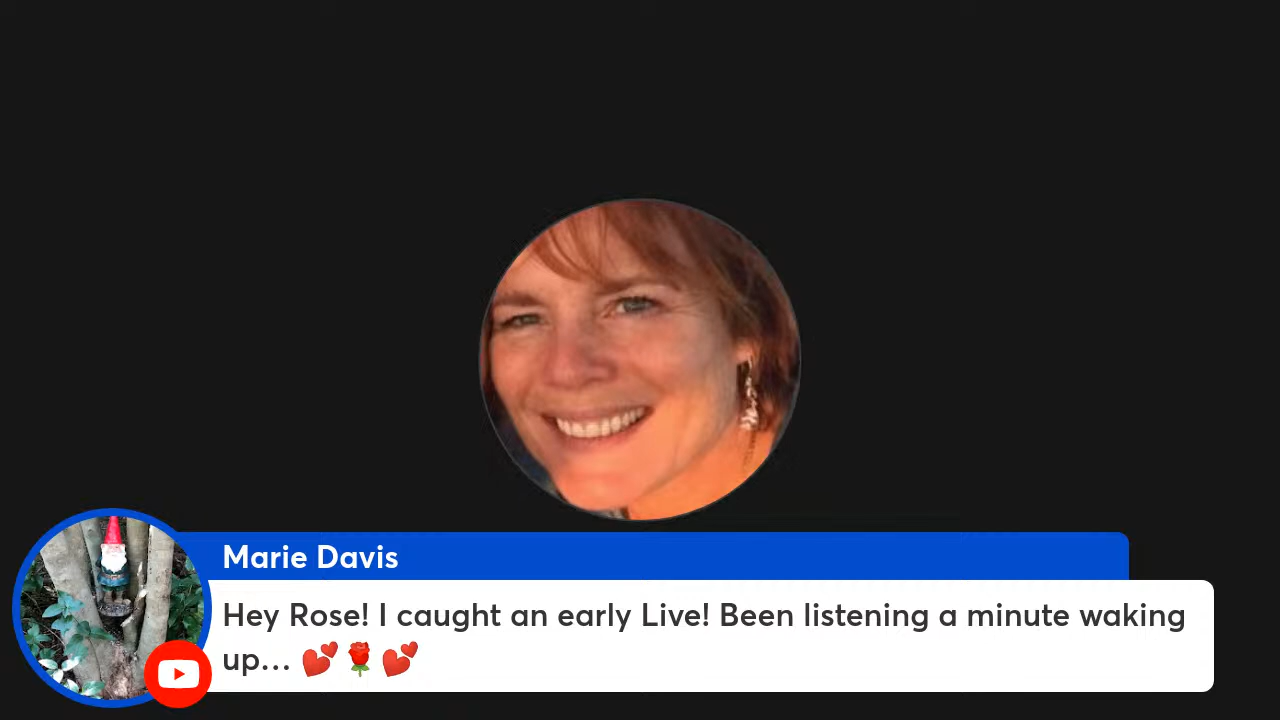 Marie Davis
Hey Rose! I caught an early Live! Been listening a minute waking
up... 💕🌹💕